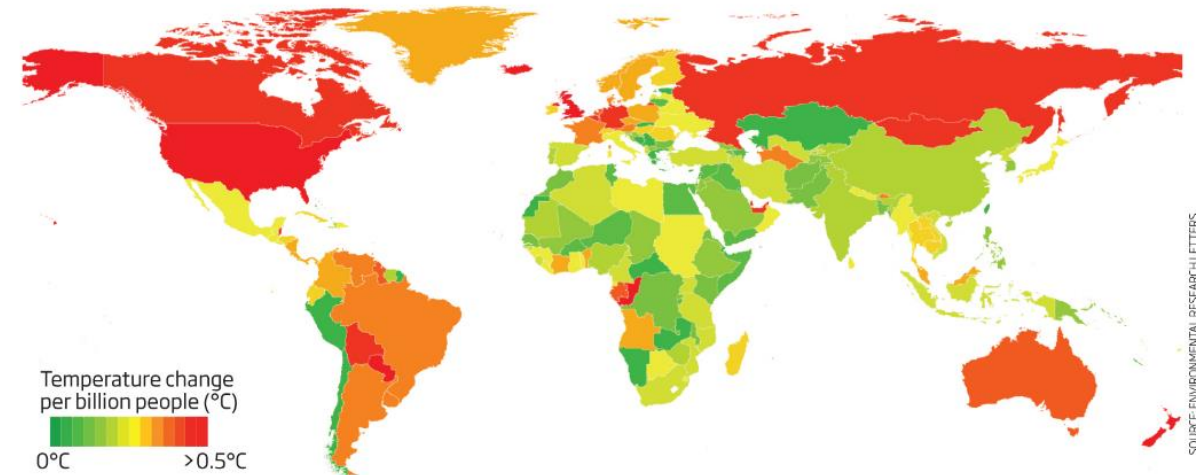 Temperature change
per billion people (°C)
0°C >0.5°C
SOURCE: ENVIRONMENTAL RESEARCH LETTERS